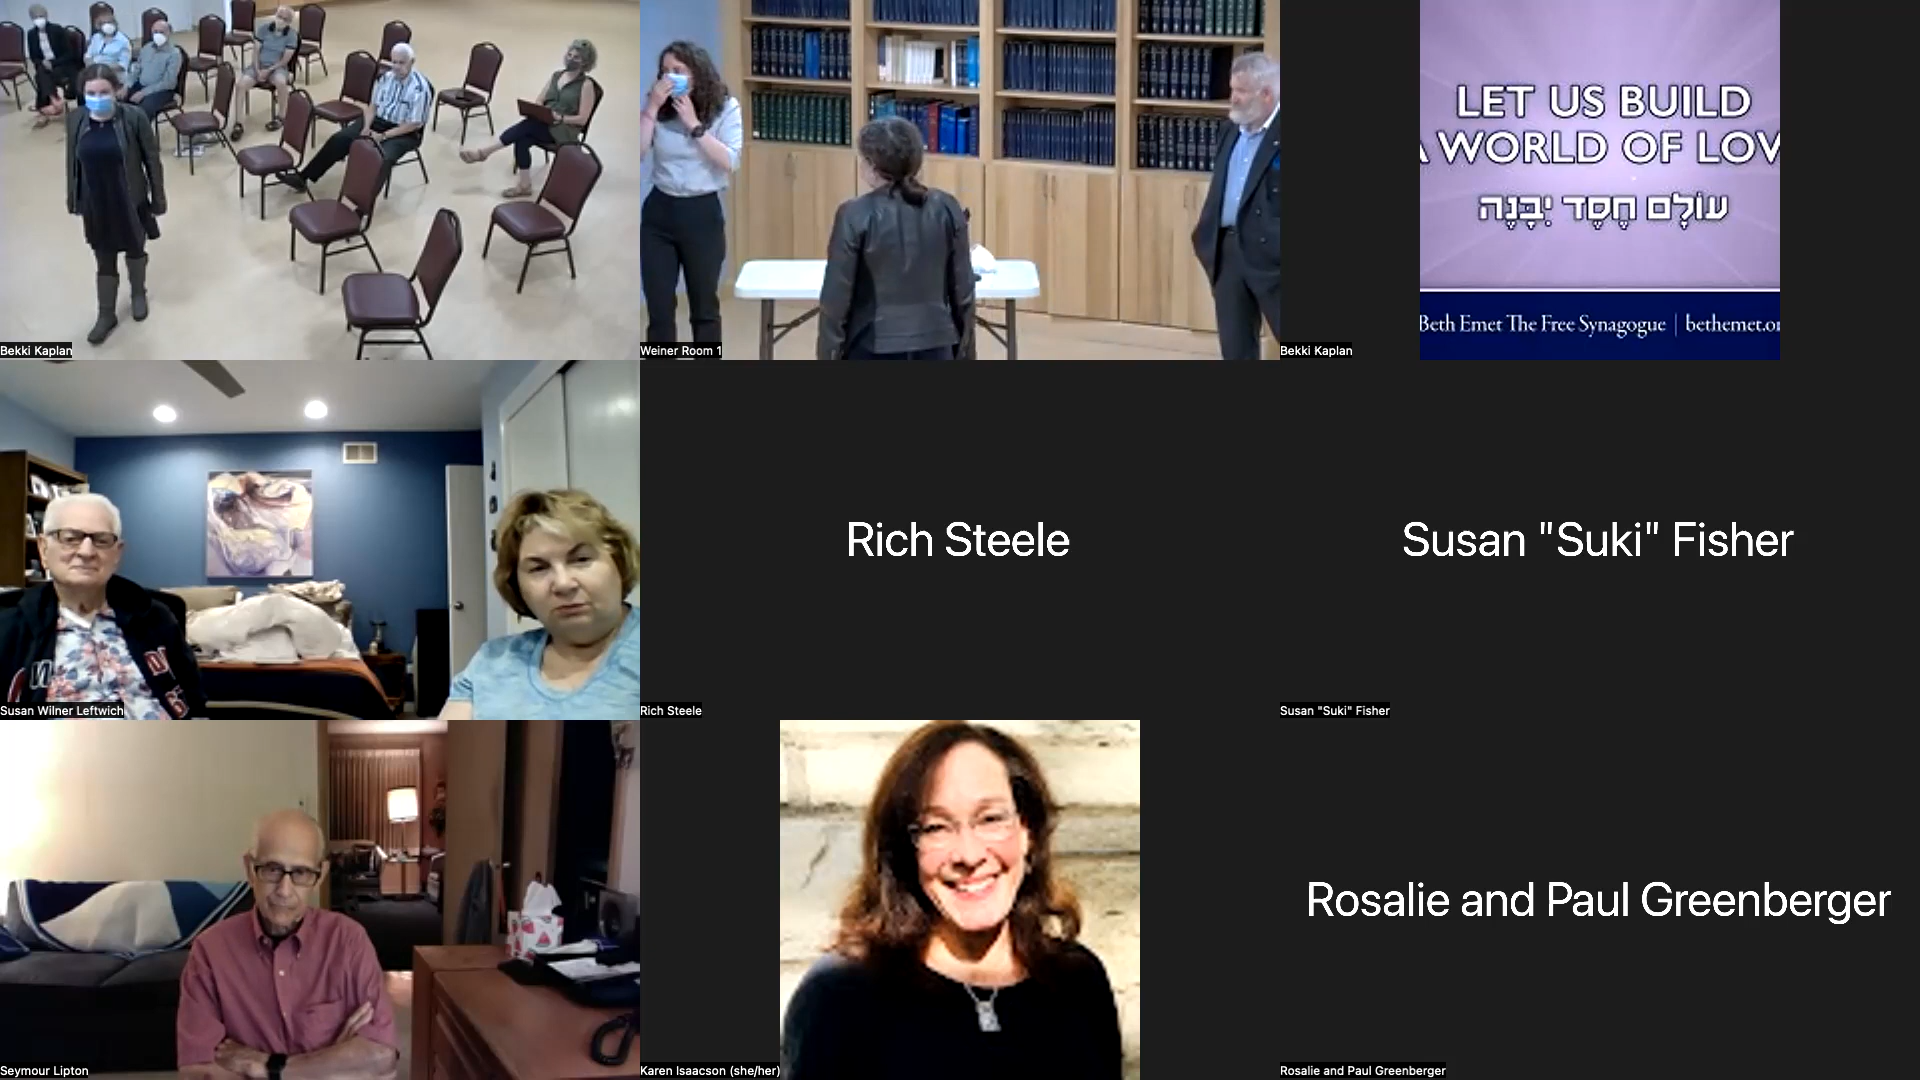 Bekki Kaplan
Weiner Room 1
LET US BUILD
A WORLD OF LOV
עוֹלָם חֶסֶד יִבָּנֶה
Beth Emet The Free Synagogue | bethemet.or
Bekki Kaplan
Susan Wilner Leftwich
Rich Steele
Rich Steele
Susan "Suki" Fisher
Susan "Suki" Fisher
Seymour Lipton
Karen Isaacson (she/her)
Rosalie and Paul Greenberger
Rosalie and Paul Greenberger